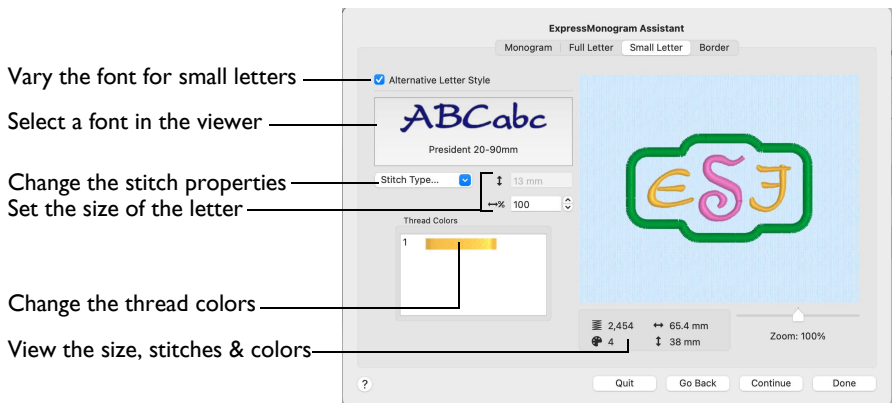 ExpressMonogram Assistant
Monogram Full Letter Small Letter Border
Vary the font for small letters
Alternative Letter Style
Select a font in the viewer
ABCabc
President 20-90mm
Change the stitch properties
Stitch Type...
13 mm
Set the size of the letter
% 100
Thread Colors
1
Change the thread colors
ESJ
View the size, stitches & colors
2,454 65.4 mm
4 38 mm
Zoom: 100%
? Quit Go Back Continue Done